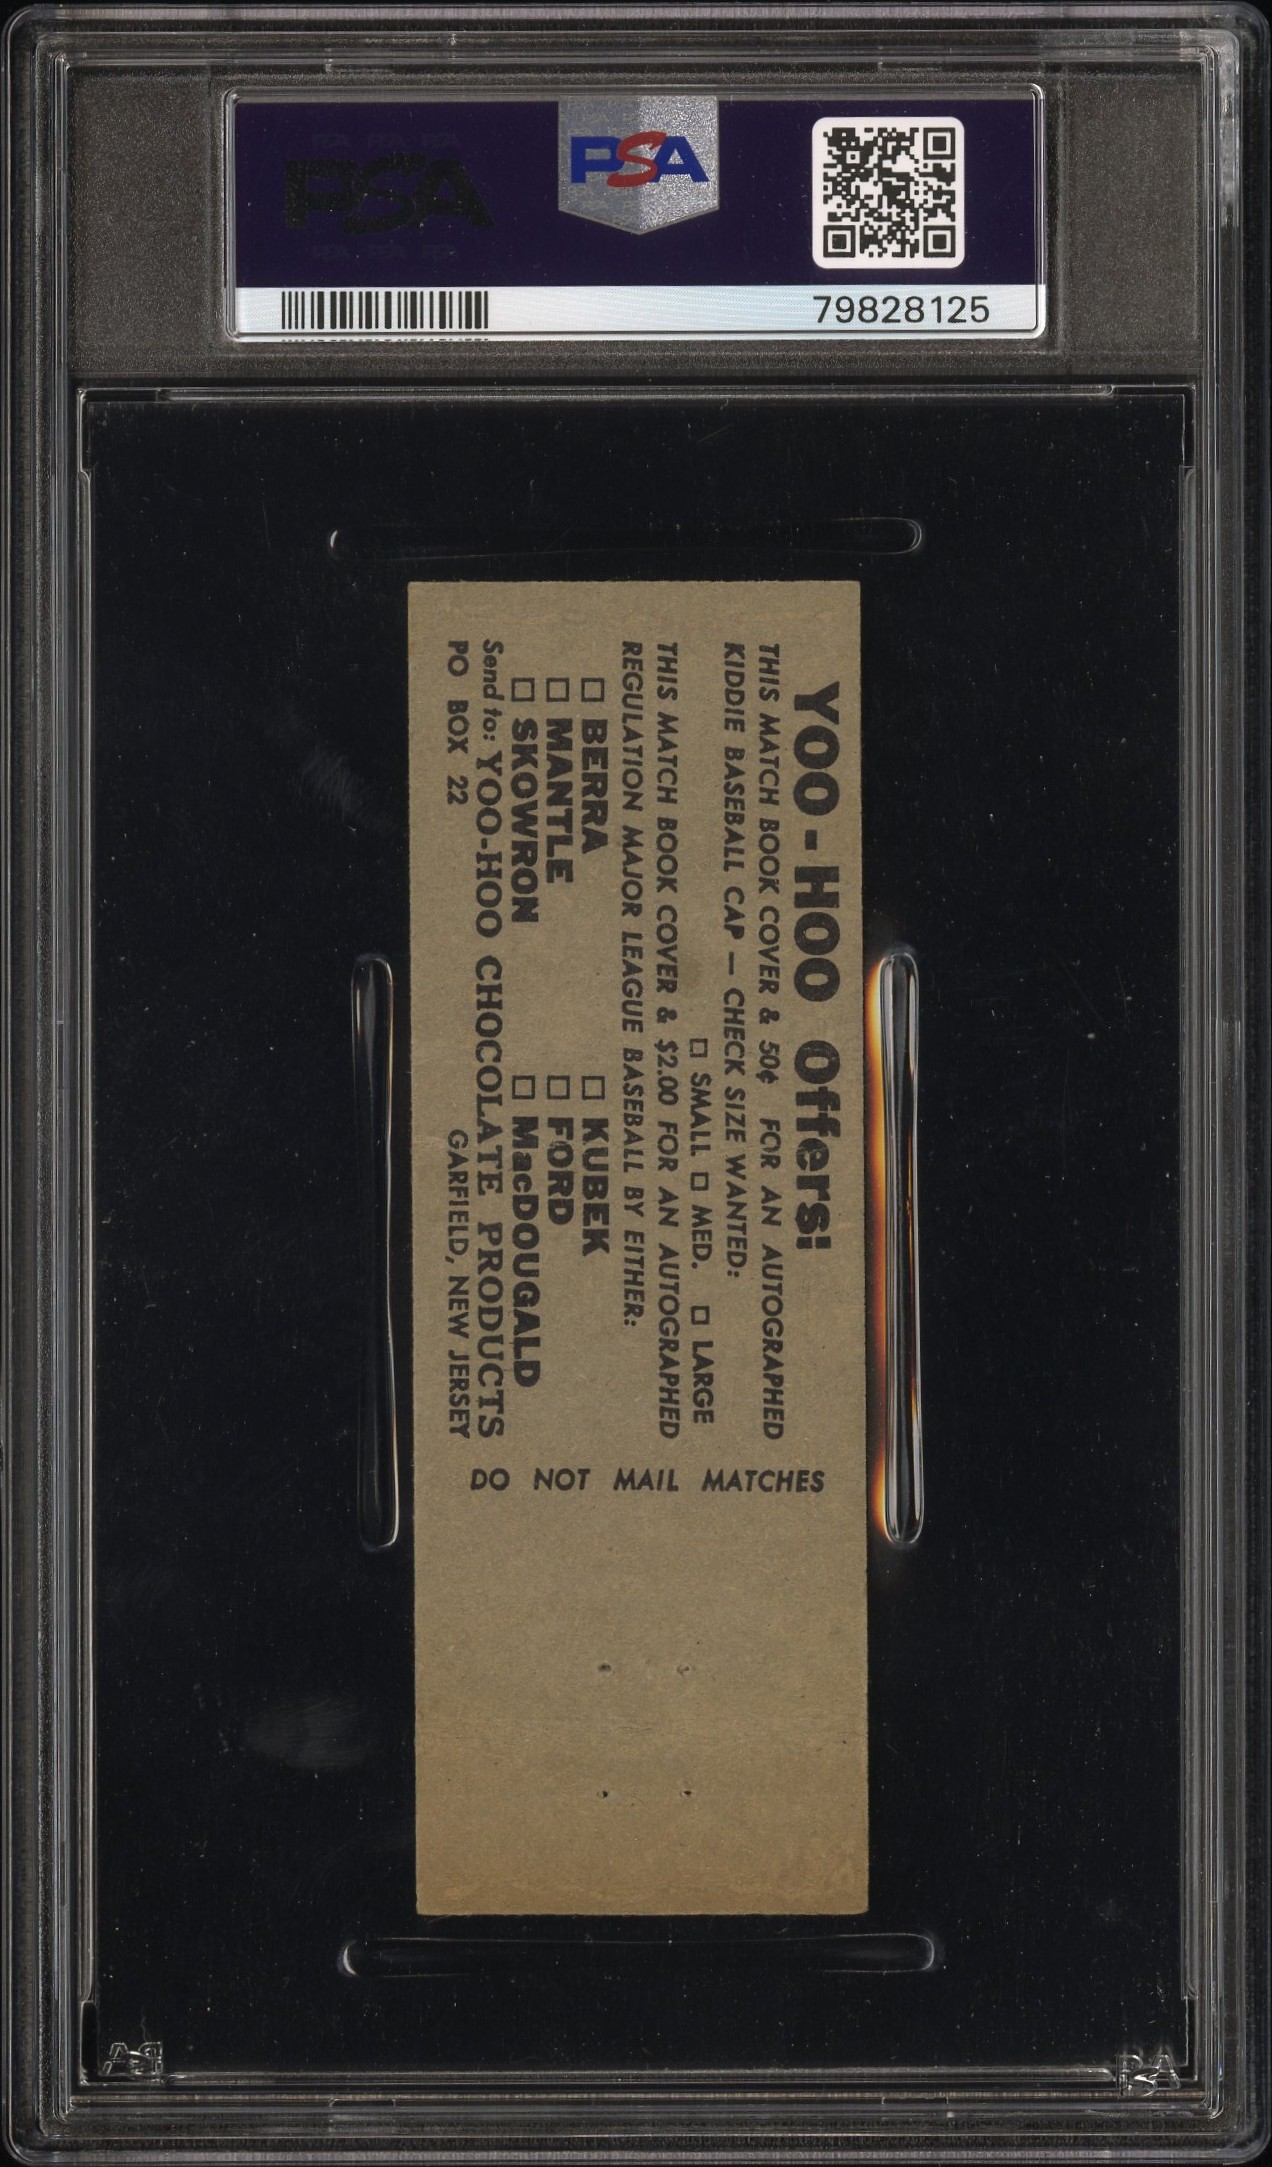 PSA
PSA
79828125
YOO-HOO Offers:
THIS MATCH BOOK COVER & 50¢ FOR AN AUTOGRAPHED
KIDDIE BASEBALL CAP — CHECK SIZE WANTED:
☐ SMALL ☐ MED. ☐ LARGE
THIS MATCH BOOK COVER & $2.00 FOR AN AUTOGRAPHED
REGULATION MAJOR LEAGUE BASEBALL BY EITHER:
☐ BERRA ☐ KUBEK
☐ MANTLE ☐ FORD
☐ SKOWRON ☐ MacDOUGALD
Send to: YOO-HOO CHOCOLATE PRODUCTS
PO BOX 22 GARFIELD, NEW JERSEY
DO NOT MAIL MATCHES
PSA
PSA